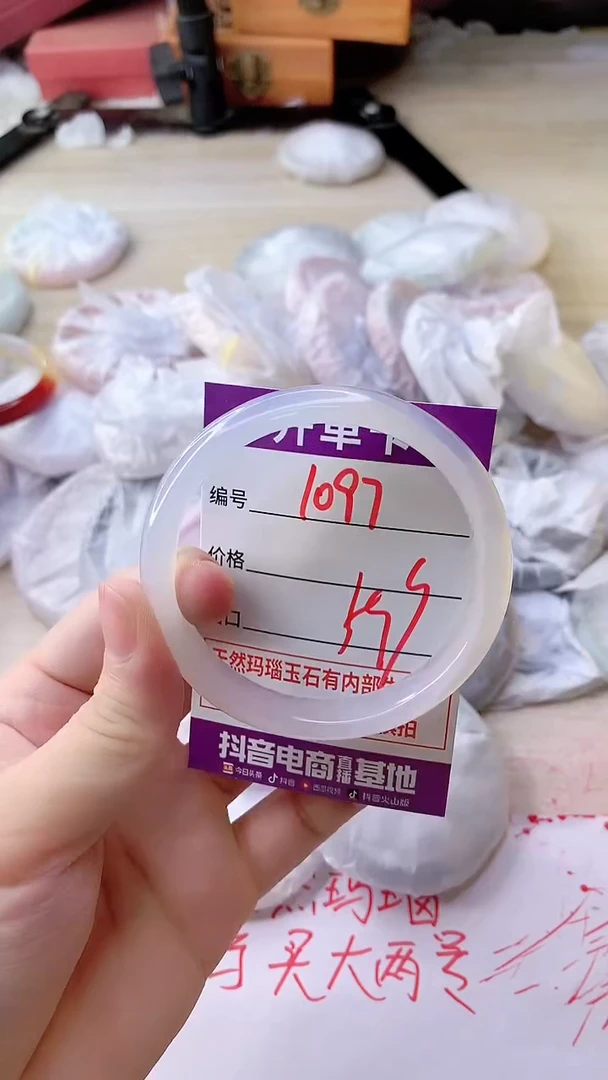 开单卡
编号 1097
价格
天然玛瑙玉石有内部
抖音电商直播基地
今日头条 抖音 西瓜视频 抖音火山版
然玛瑙
买大两号